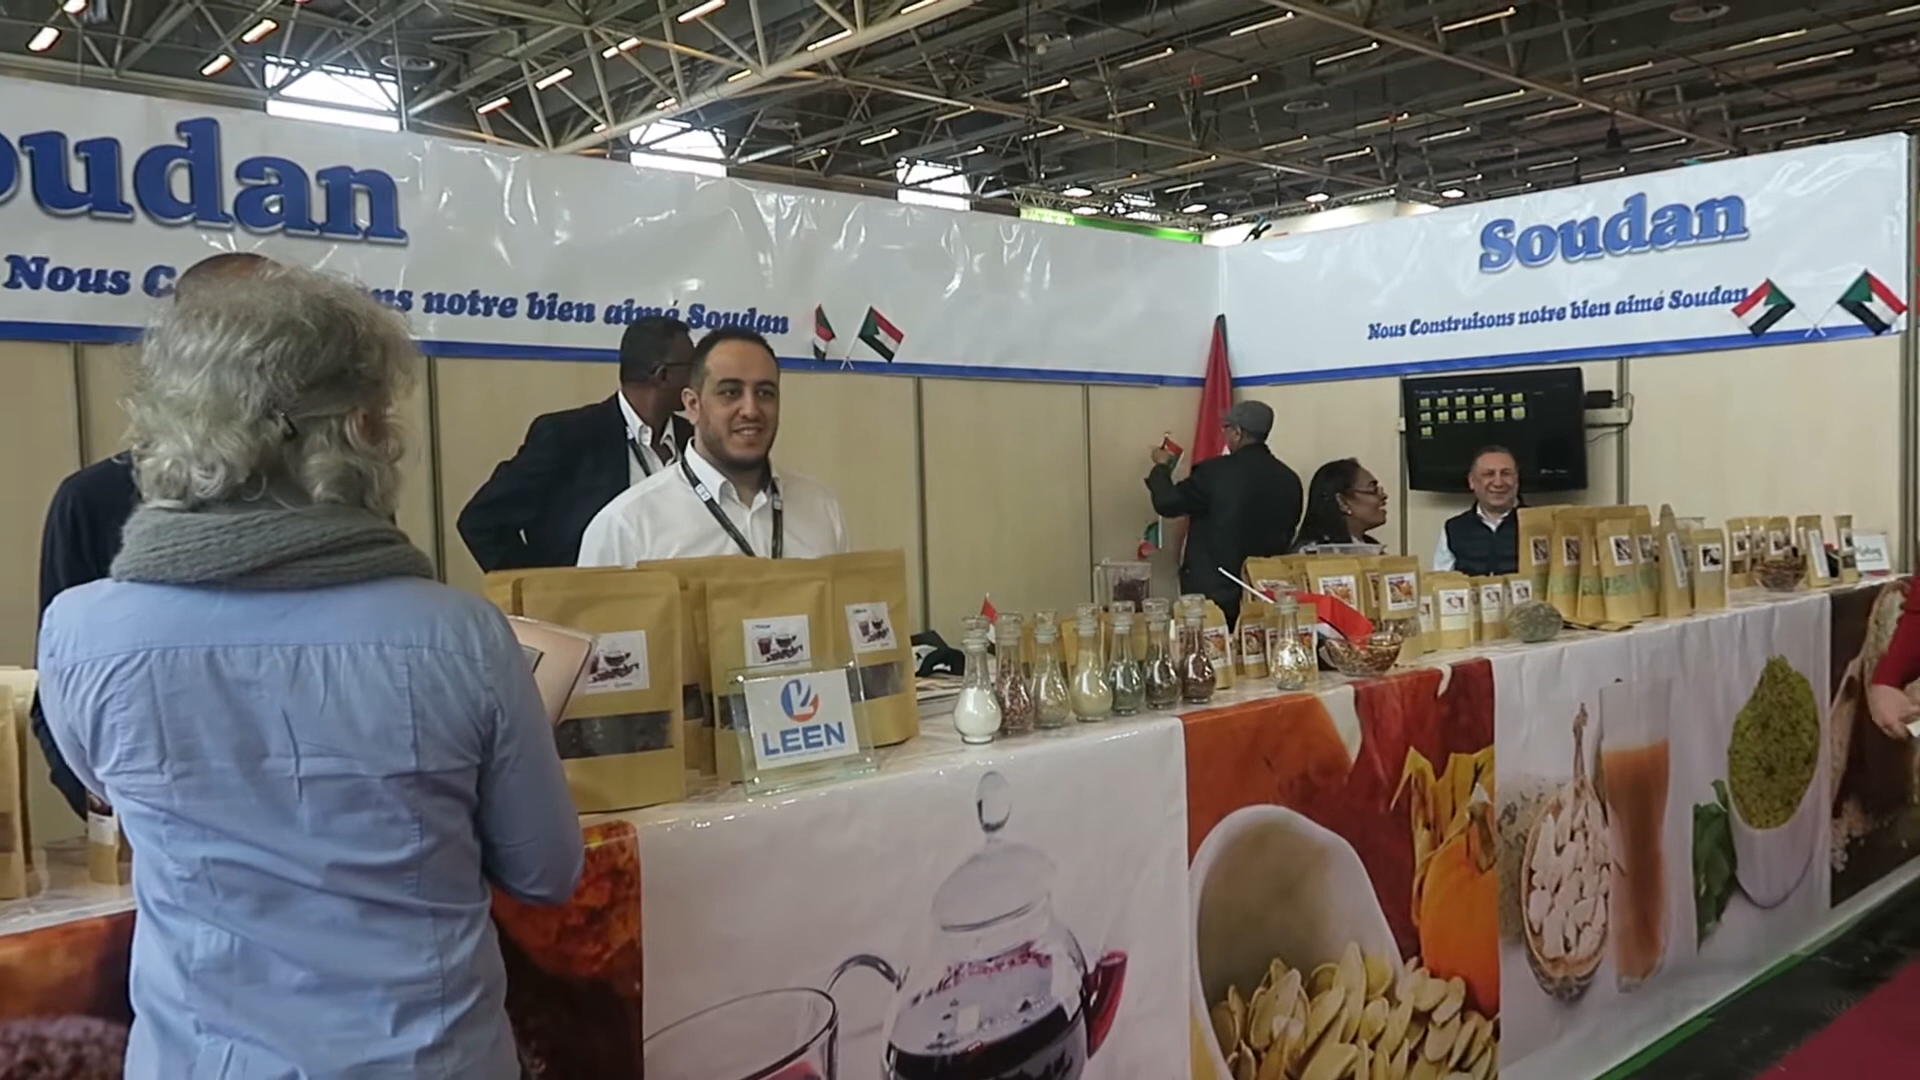 oudan
Nous C ns notre bien aimé Soudan
Soudan
Nous Construisons notre bien aimé Soudan
LEEN